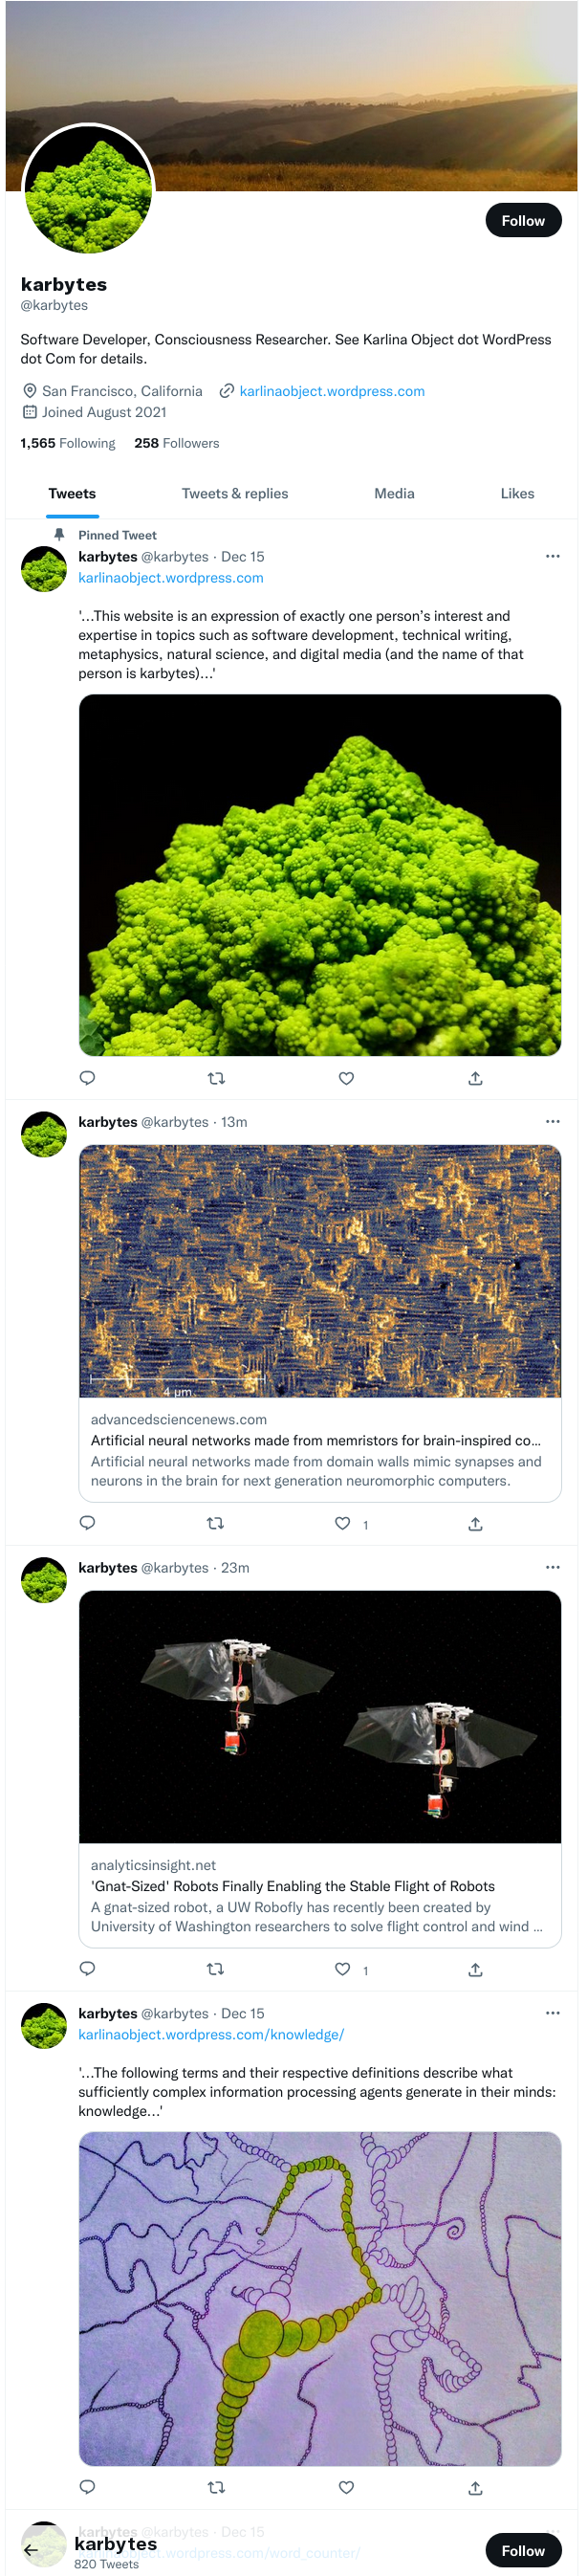 Follow
karbytes
@karbytes
Software Developer, Consciousness Researcher. See Karlina Object dot WordPress
dot Com for details.
San Francisco, California karlinaobject.wordpress.com
Joined August 2021
1,565 Following 258 Followers
Tweets Tweets & replies Media Likes
Pinned Tweet
karbytes @karbytes · Dec 15
karlinaobject.wordpress.com
'...This website is an expression of exactly one person's interest and
expertise in topics such as software development, technical writing,
metaphysics, natural science, and digital media (and the name of that
person is karbytes)...'
karbytes @karbytes · 13m
4 μm
advancedsciencenews.com
Artificial neural networks made from memristors for brain-inspired co...
Artificial neural networks made from domain walls mimic synapses and
neurons in the brain for next generation neuromorphic computers.
1
karbytes @karbytes · 23m
analyticsinsight.net
'Gnat-Sized' Robots Finally Enabling the Stable Flight of Robots
A gnat-sized robot, a UW Robofly has recently been created by
University of Washington researchers to solve flight control and wind ...
1
karbytes @karbytes · Dec 15
karlinaobject.wordpress.com/knowledge/
'...The following terms and their respective definitions describe what
sufficiently complex information processing agents generate in their minds:
knowledge...'
karbytes @karbytes · Dec 15
karbytes
karlinaobject.wordpress.com/word_counter/
Follow
820 Tweets